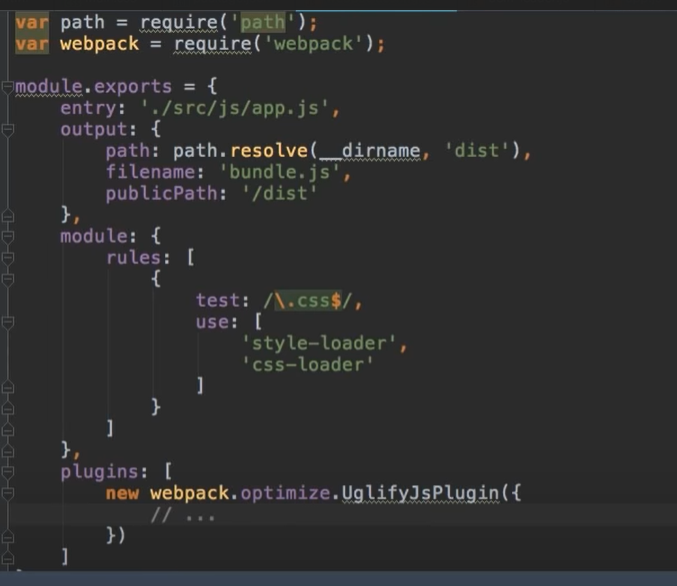 var path = require('path');
var webpack = require('webpack');
module.exports = {
    entry: './src/js/app.js',
    output: {
        path: path.resolve(__dirname, 'dist'),
        filename: 'bundle.js',
        publicPath: '/dist'
    },
    module: {
        rules: [
            {
                test: /\.css$/,
                use: [
                    'style-loader',
                    'css-loader'
                ]
            }
        ]
    },
    plugins: [
        new webpack.optimize.UglifyJsPlugin({
            // ...
        })
    ]